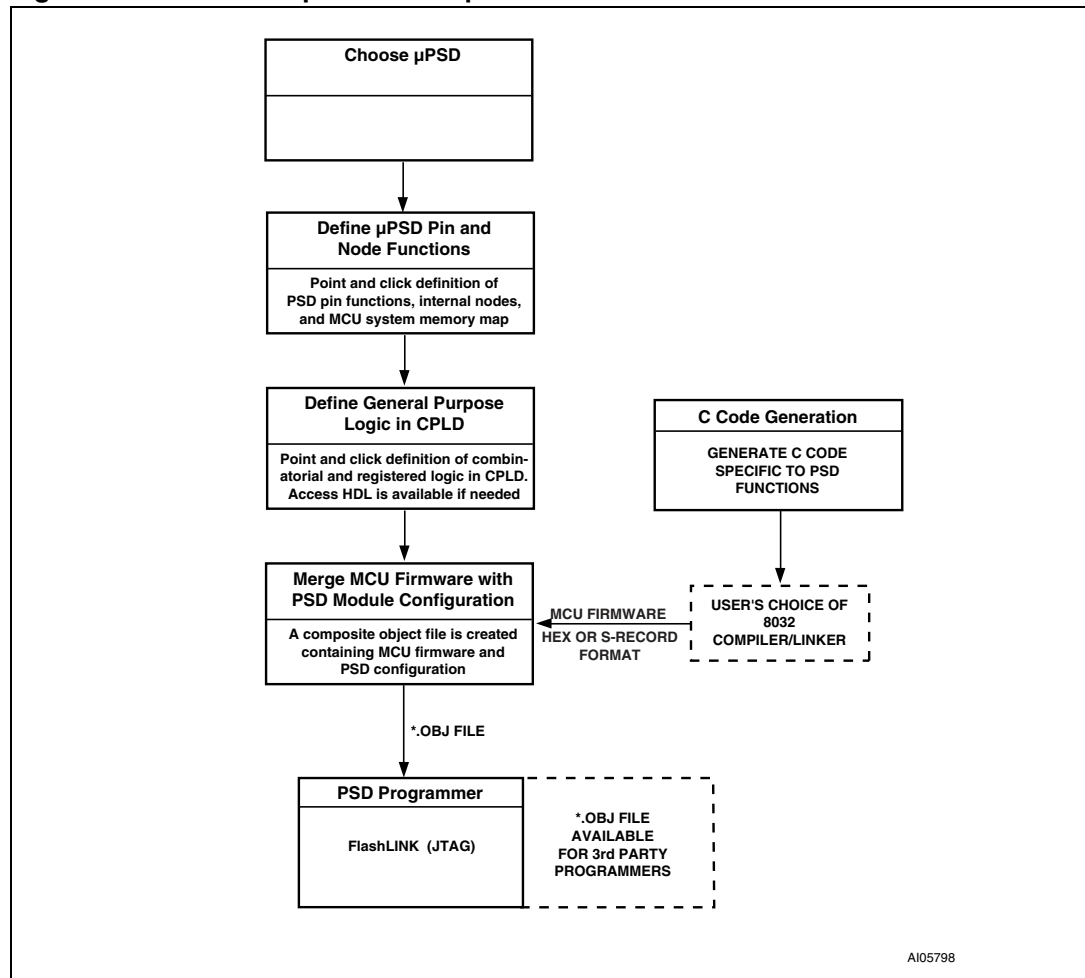 Choose µPSD
Define µPSD Pin and
Node Functions
Point and click definition of
PSD pin functions, internal nodes,
and MCU system memory map
Define General Purpose
Logic in CPLD
Point and click definition of combin-
atorial and registered logic in CPLD.
Access HDL is available if needed
C Code Generation
GENERATE C CODE
SPECIFIC TO PSD
FUNCTIONS
Merge MCU Firmware with
PSD Module Configuration
A composite object file is created
containing MCU firmware and
PSD configuration
MCU FIRMWARE
HEX OR S-RECORD
FORMAT
USER'S CHOICE OF
8032
COMPILER/LINKER
*.OBJ FILE
PSD Programmer
FlashLINK (JTAG)
*.OBJ FILE
AVAILABLE
FOR 3rd PARTY
PROGRAMMERS
AI05798